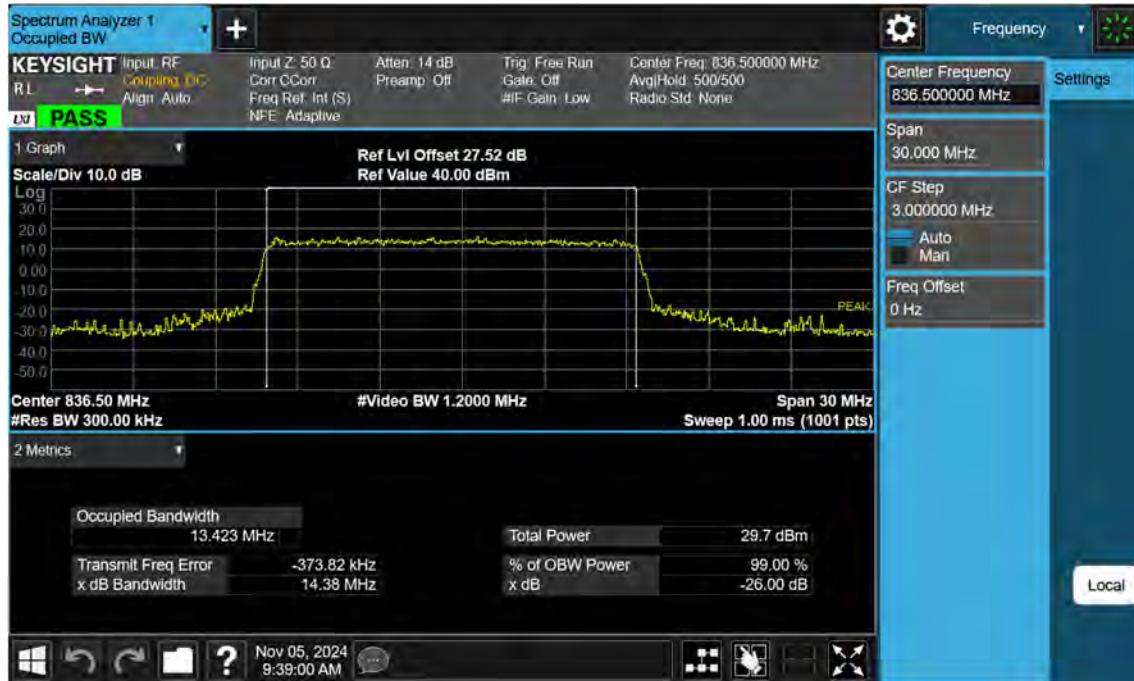 Spectrum Analyzer 1
Occupied BW
+
Frequency
KEYSIGHT
RL
LXI
PASS
Input: RF
Coupling: DC
Align: Auto
Input Z: 50 Ω
Corr CCorr
Freq Ref: Int (S)
NFE: Adaptive
Atten: 14 dB
Preamp: Off
Trig: Free Run
Gate: Off
#IF Gain: Low
Center Freq: 836.500000 MHz
Avg|Hold: 500/500
Radio Std: None
1 Graph
Scale/Div 10.0 dB
Ref Lvl Offset 27.52 dB
Ref Value 40.00 dBm
Log
30.0
20.0
10.0
0.00
-10.0
-20.0
-30.0
-40.0
-50.0
PEAK
Center 836.50 MHz
#Video BW 1.2000 MHz
Span 30 MHz
#Res BW 300.00 kHz
Sweep 1.00 ms (1001 pts)
2 Metrics
Occupied Bandwidth
13.423 MHz
Total Power 29.7 dBm
Transmit Freq Error -373.82 kHz
% of OBW Power 99.00 %
x dB Bandwidth 14.38 MHz
x dB -26.00 dB
?
Nov 05, 2024
9:39:00 AM
Center Frequency
836.500000 MHz
Settings
Span
30.000 MHz
CF Step
3.000000 MHz
Auto
Man
Freq Offset
0 Hz
Local